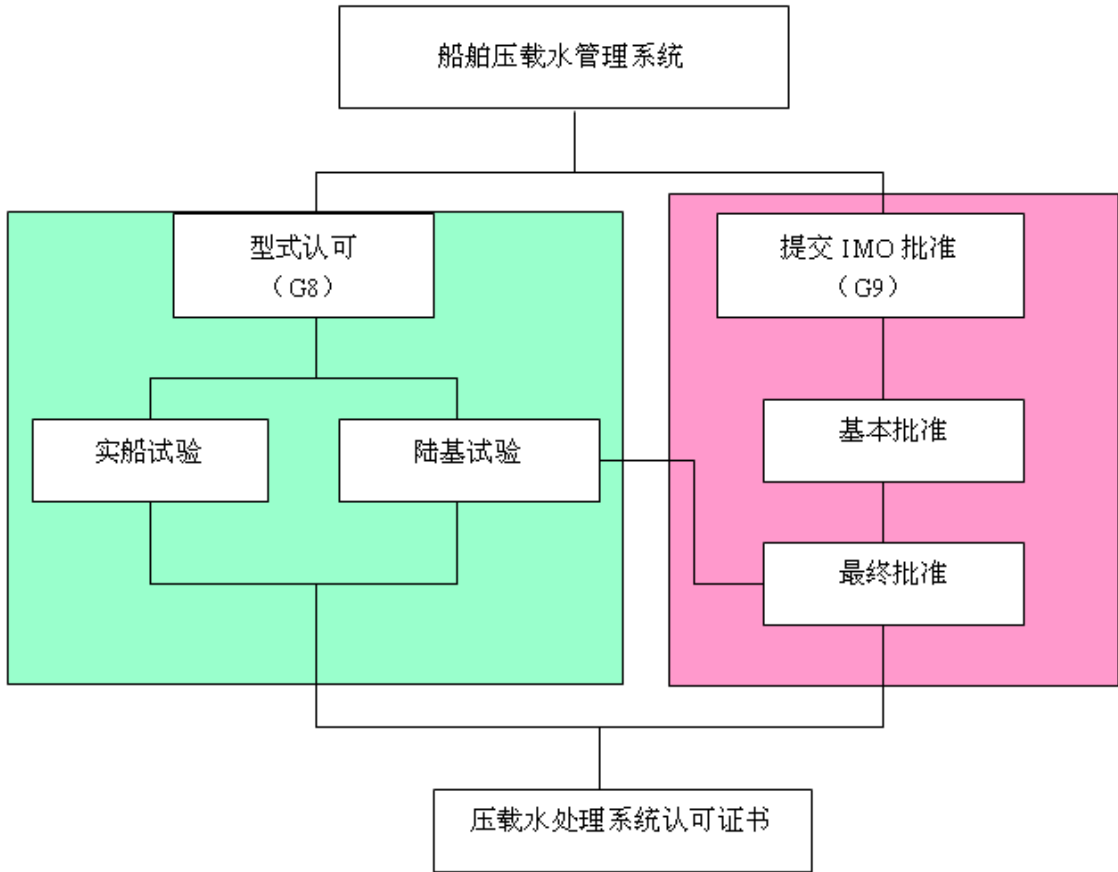 船舶压载水管理系统
型式认可
（G8）
提交 IMO 批准
（G9）
实船试验
陆基试验
基本批准
最终批准
压载水处理系统认可证书